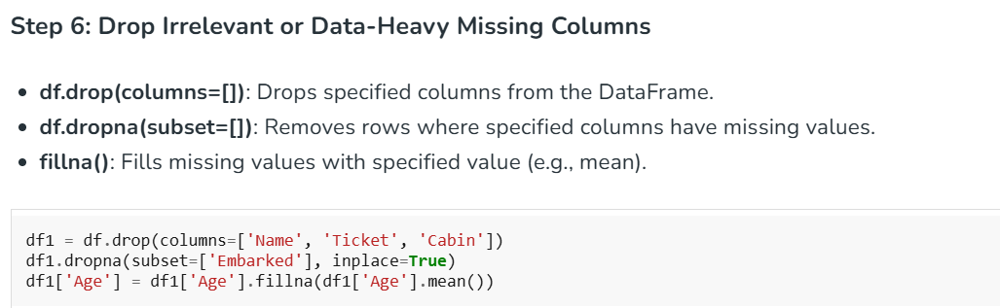 Step 6: Drop Irrelevant or Data-Heavy Missing Columns
• df.drop(columns=[]): Drops specified columns from the DataFrame.
• df.dropna(subset=[]): Removes rows where specified columns have missing values.
• fillna(): Fills missing values with specified value (e.g., mean).
df1 = df.drop(columns=['Name', 'Ticket', 'Cabin'])
df1.dropna(subset=['Embarked'], inplace=True)
df1['Age'] = df1['Age'].fillna(df1['Age'].mean())